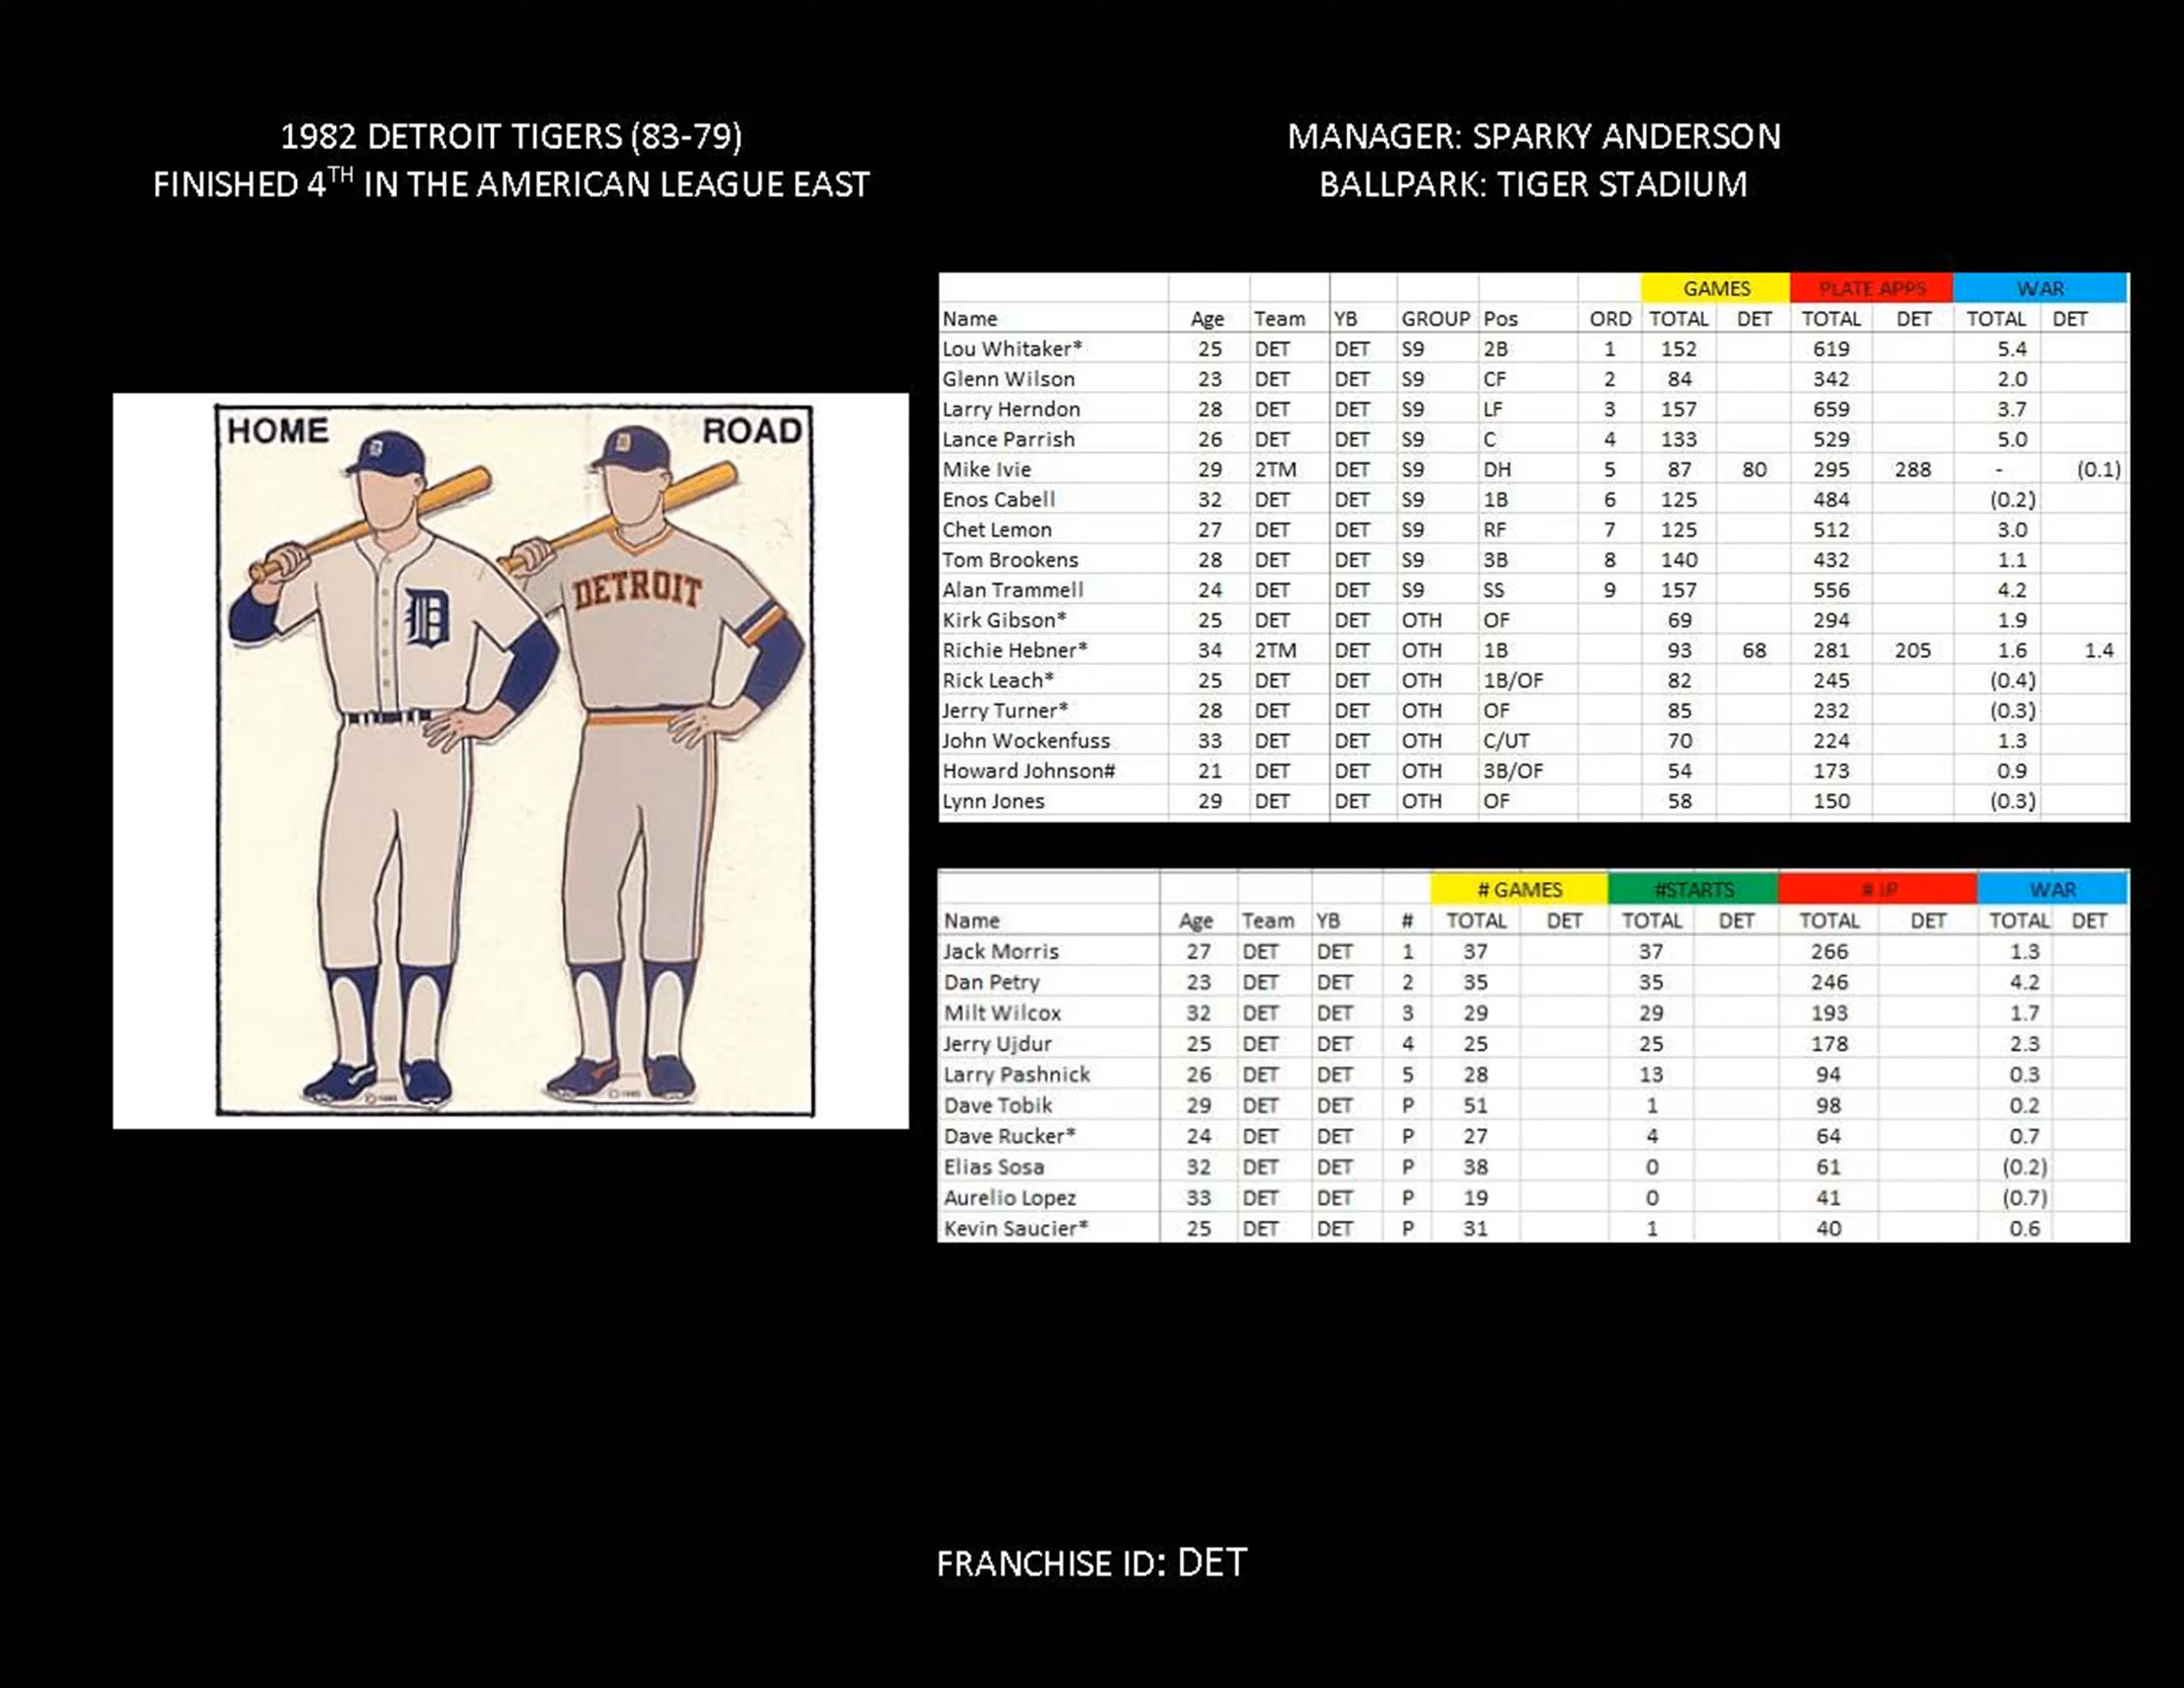 1982 DETROIT TIGERS (83-79)
FINISHED 4TH IN THE AMERICAN LEAGUE EAST
MANAGER: SPARKY ANDERSON
BALLPARK: TIGER STADIUM
HOME ROAD
D D
DETROIT
D
GAMES PLATE APPS WAR
Name Age Team YB GROUP Pos ORD TOTAL DET TOTAL DET TOTAL DET
Lou Whitaker* 25 DET DET S9 2B 1 152 619 5.4
Glenn Wilson 23 DET DET S9 CF 2 84 342 2.0
Larry Herndon 28 DET DET S9 LF 3 157 659 3.7
Lance Parrish 26 DET DET S9 C 4 133 529 5.0
Mike Ivie 29 2TM DET S9 DH 5 87 80 295 288 - (0.1)
Enos Cabell 32 DET DET S9 1B 6 125 484 (0.2)
Chet Lemon 27 DET DET S9 RF 7 125 512 3.0
Tom Brookens 28 DET DET S9 3B 8 140 432 1.1
Alan Trammell 24 DET DET S9 SS 9 157 556 4.2
Kirk Gibson* 25 DET DET OTH OF 69 294 1.9
Richie Hebner* 34 2TM DET OTH 1B 93 68 281 205 1.6 1.4
Rick Leach* 25 DET DET OTH 1B/OF 82 245 (0.4)
Jerry Turner* 28 DET DET OTH OF 85 232 (0.3)
John Wockenfuss 33 DET DET OTH C/UT 70 224 1.3
Howard Johnson# 21 DET DET OTH 3B/OF 54 173 0.9
Lynn Jones 29 DET DET OTH OF 58 150 (0.3)
# GAMES #STARTS # IP WAR
Name Age Team YB # TOTAL DET TOTAL DET TOTAL DET TOTAL DET
Jack Morris 27 DET DET 1 37 37 266 1.3
Dan Petry 23 DET DET 2 35 35 246 4.2
Milt Wilcox 32 DET DET 3 29 29 193 1.7
Jerry Ujdur 25 DET DET 4 25 25 178 2.3
Larry Pashnick 26 DET DET 5 28 13 94 0.3
Dave Tobik 29 DET DET P 51 1 98 0.2
Dave Rucker* 24 DET DET P 27 4 64 0.7
Elias Sosa 32 DET DET P 38 0 61 (0.2)
Aurelio Lopez 33 DET DET P 19 0 41 (0.7)
Kevin Saucier* 25 DET DET P 31 1 40 0.6
FRANCHISE ID: DET